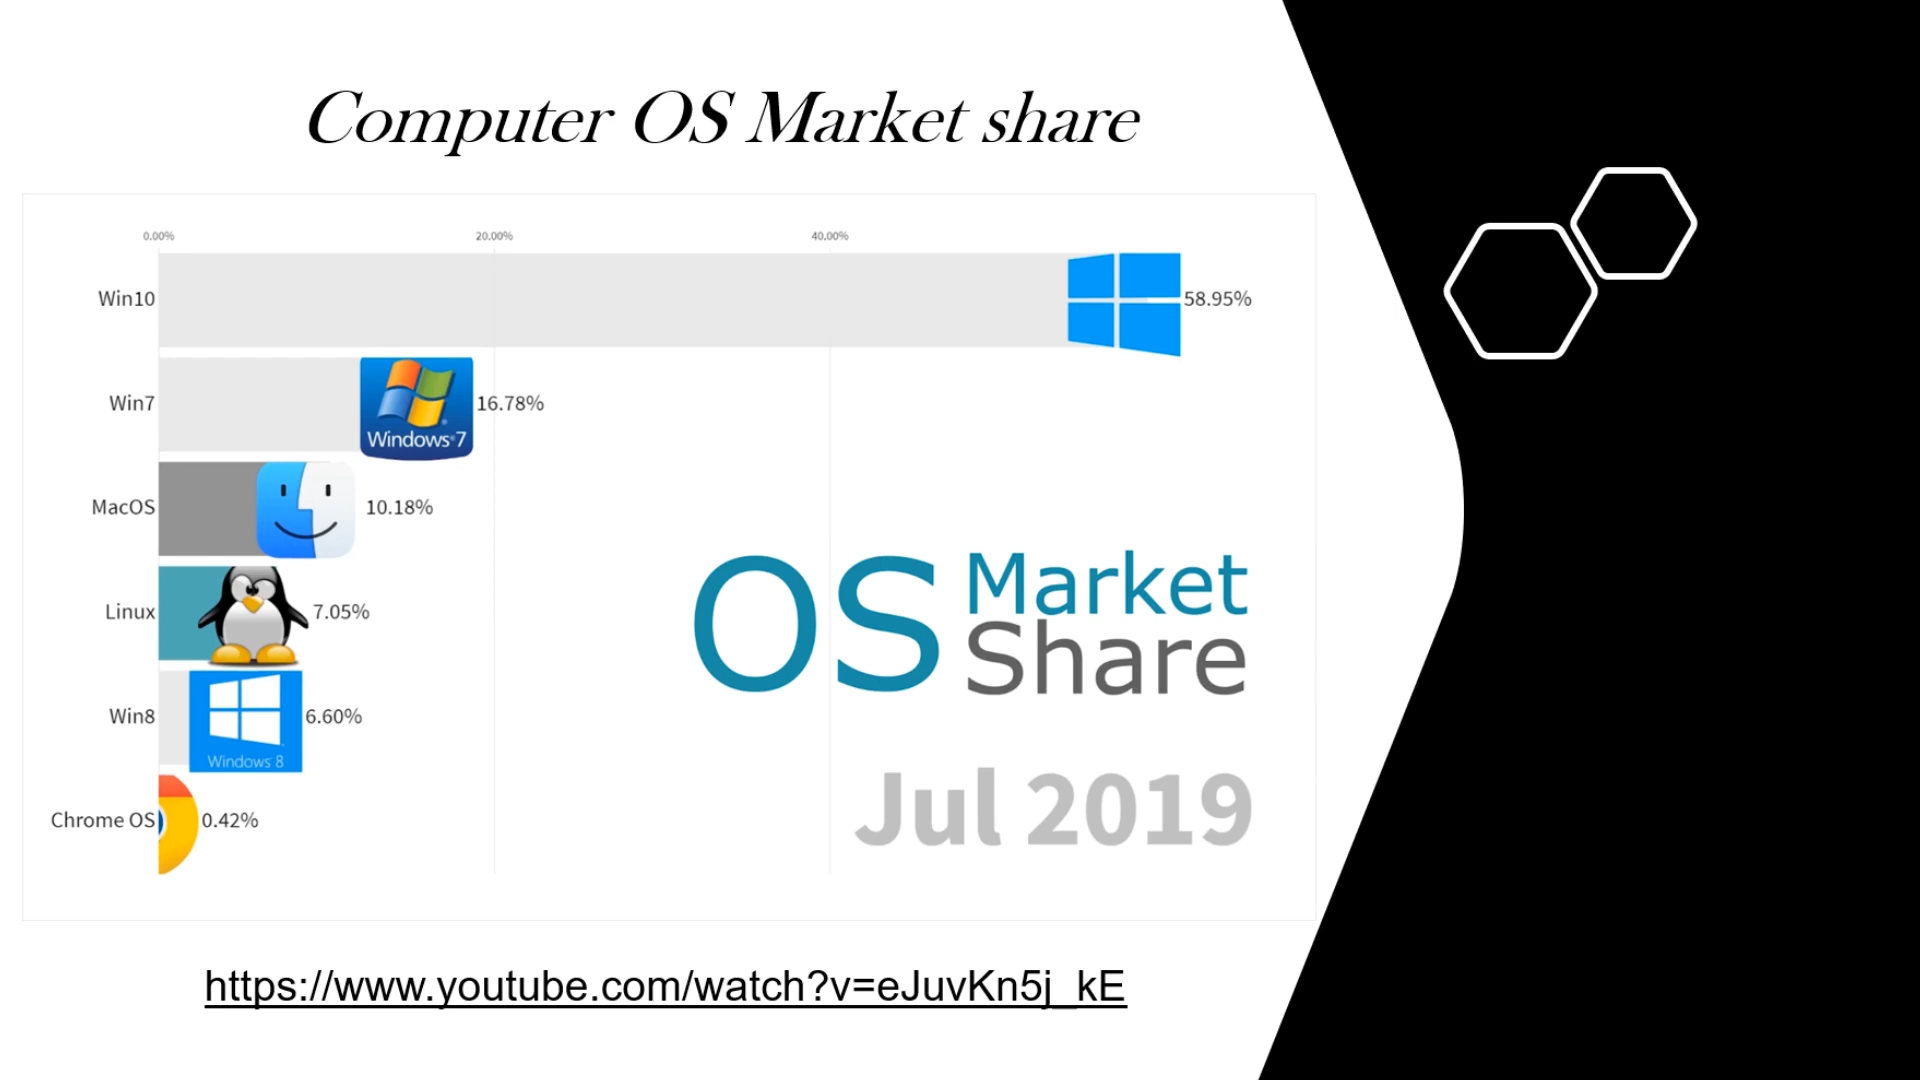 Computer OS Market share
0.00% 20.00% 40.00%
Win10 58.95%
Win7 Windows 7 16.78%
MacOS 10.18%
Linux 7.05%
Win8 Windows 8 6.60%
Chrome OS 0.42%
OS Market
Share
Jul 2019
https://www.youtube.com/watch?v=eJuvKn5j_kE